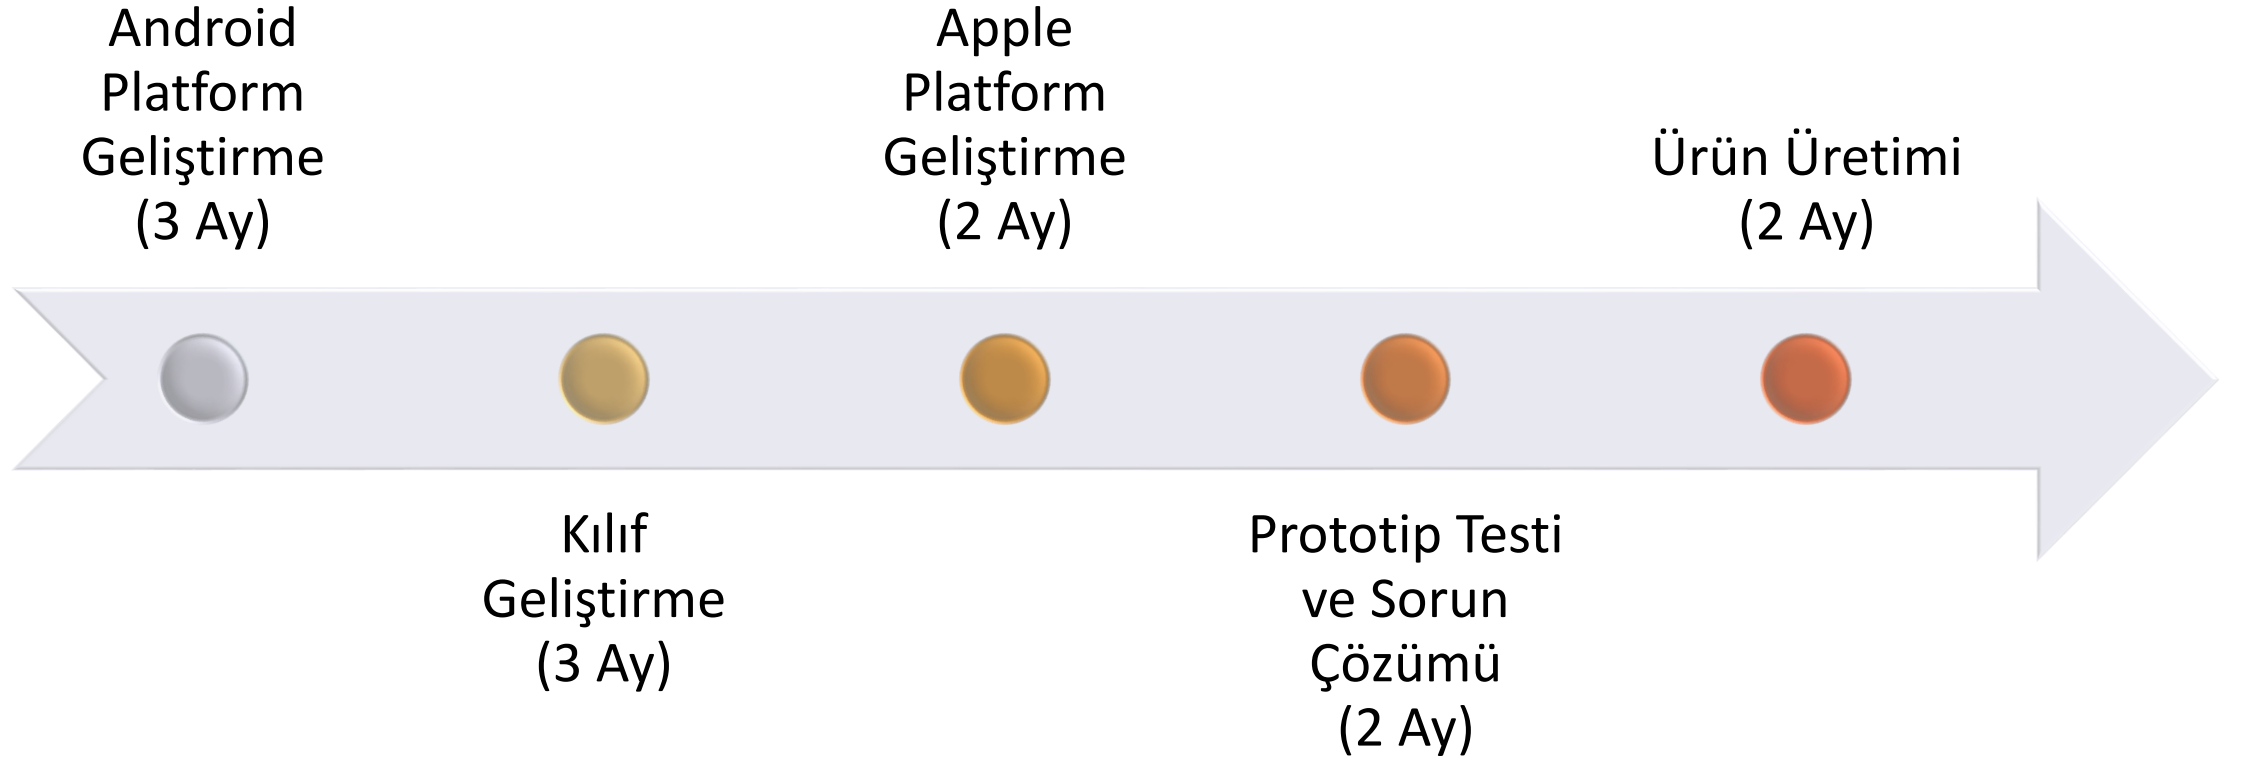 Android
Platform
Geliştirme
(3 Ay)
Kılıf
Geliştirme
(3 Ay)
Apple
Platform
Geliştirme
(2 Ay)
Prototip Testi
ve Sorun
Çözümü
(2 Ay)
Ürün Üretimi
(2 Ay)